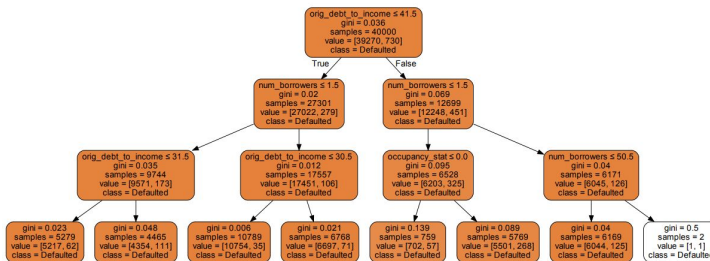 orig_debt_to_income ≤ 41.5
gini = 0.036
samples = 40000
value = [39270, 730]
class = Defaulted
True
False
num_borrowers ≤ 1.5
gini = 0.02
samples = 27301
value = [27022, 279]
class = Defaulted
num_borrowers ≤ 1.5
gini = 0.069
samples = 12699
value = [12248, 451]
class = Defaulted
orig_debt_to_income ≤ 31.5
gini = 0.035
samples = 9744
value = [9571, 173]
class = Defaulted
orig_debt_to_income ≤ 30.5
gini = 0.012
samples = 17557
value = [17451, 106]
class = Defaulted
occupancy_stat ≤ 0.0
gini = 0.095
samples = 6528
value = [6203, 325]
class = Defaulted
num_borrowers ≤ 50.5
gini = 0.04
samples = 6171
value = [6045, 126]
class = Defaulted
gini = 0.023
samples = 5279
value = [5217, 62]
class = Defaulted
gini = 0.048
samples = 4465
value = [4354, 111]
class = Defaulted
gini = 0.006
samples = 10789
value = [10754, 35]
class = Defaulted
gini = 0.021
samples = 6768
value = [6697, 71]
class = Defaulted
gini = 0.139
samples = 759
value = [702, 57]
class = Defaulted
gini = 0.089
samples = 5769
value = [5501, 268]
class = Defaulted
gini = 0.04
samples = 6169
value = [6044, 125]
class = Defaulted
gini = 0.5
samples = 2
value = [1, 1]
class = Defaulted